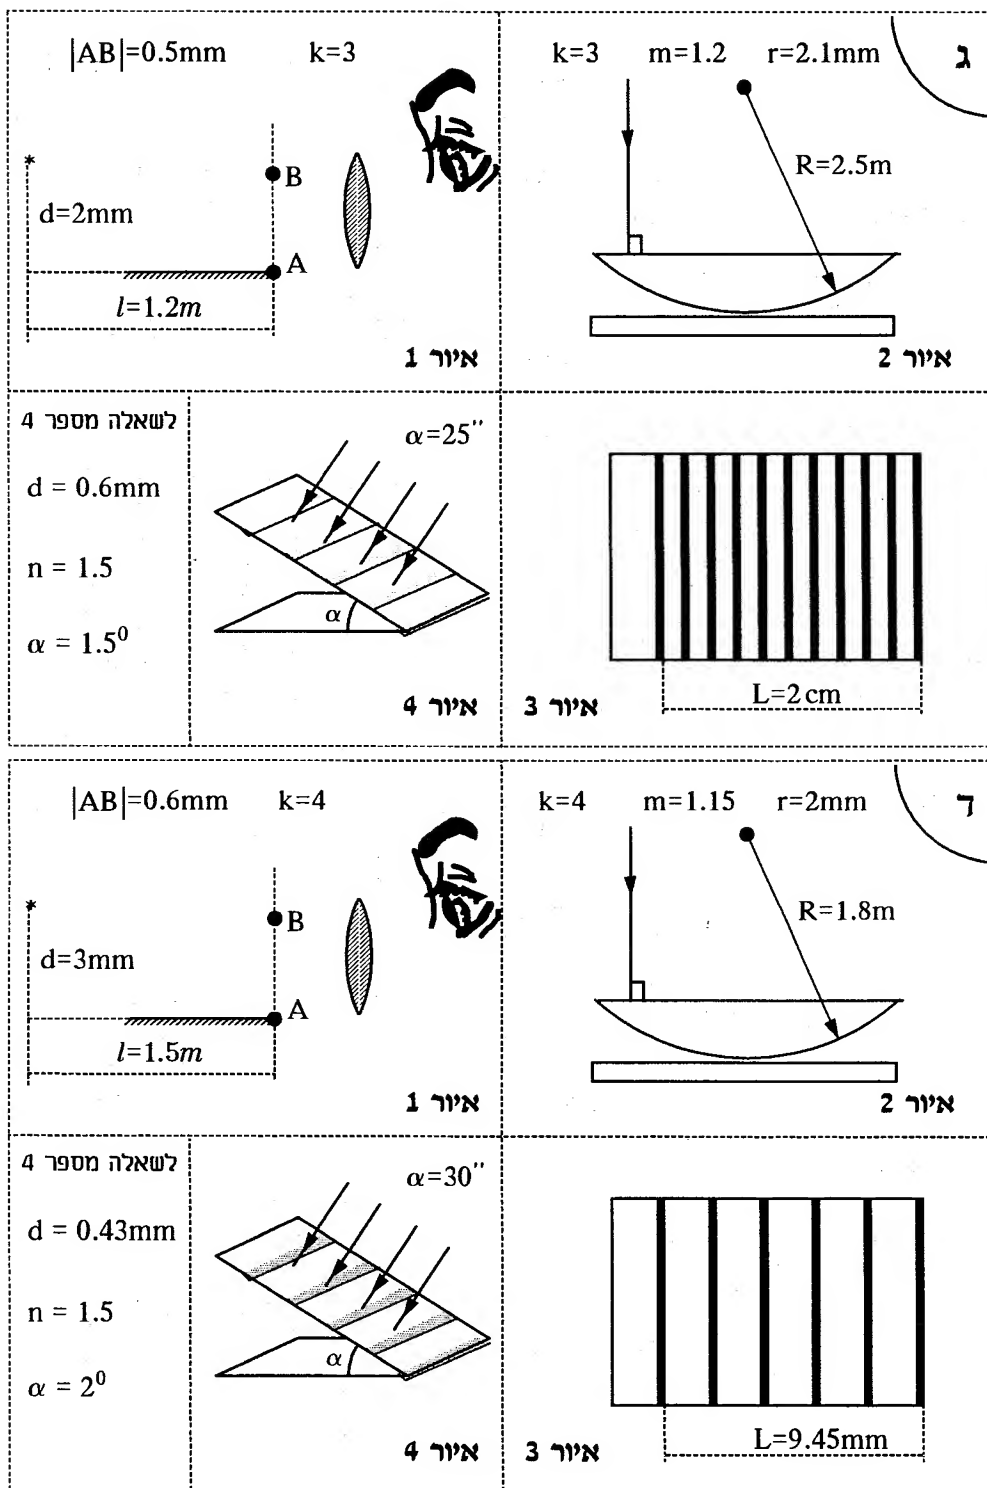 ג
|AB|=0.5mm k=3
B
d=2mm
A
l=1.2m
איור 1
k=3 m=1.2 r=2.1mm
R=2.5m
איור 2
לשאלה מספר 4
d = 0.6mm
n = 1.5
α = 1.5⁰
α=25"
α
איור 4
L=2cm
איור 3
ד
|AB|=0.6mm k=4
B
d=3mm
A
l=1.5m
איור 1
k=4 m=1.15 r=2mm
R=1.8m
איור 2
לשאלה מספר 4
d = 0.43mm
n = 1.5
α = 2⁰
α=30"
α
איור 4
L=9.45mm
איור 3